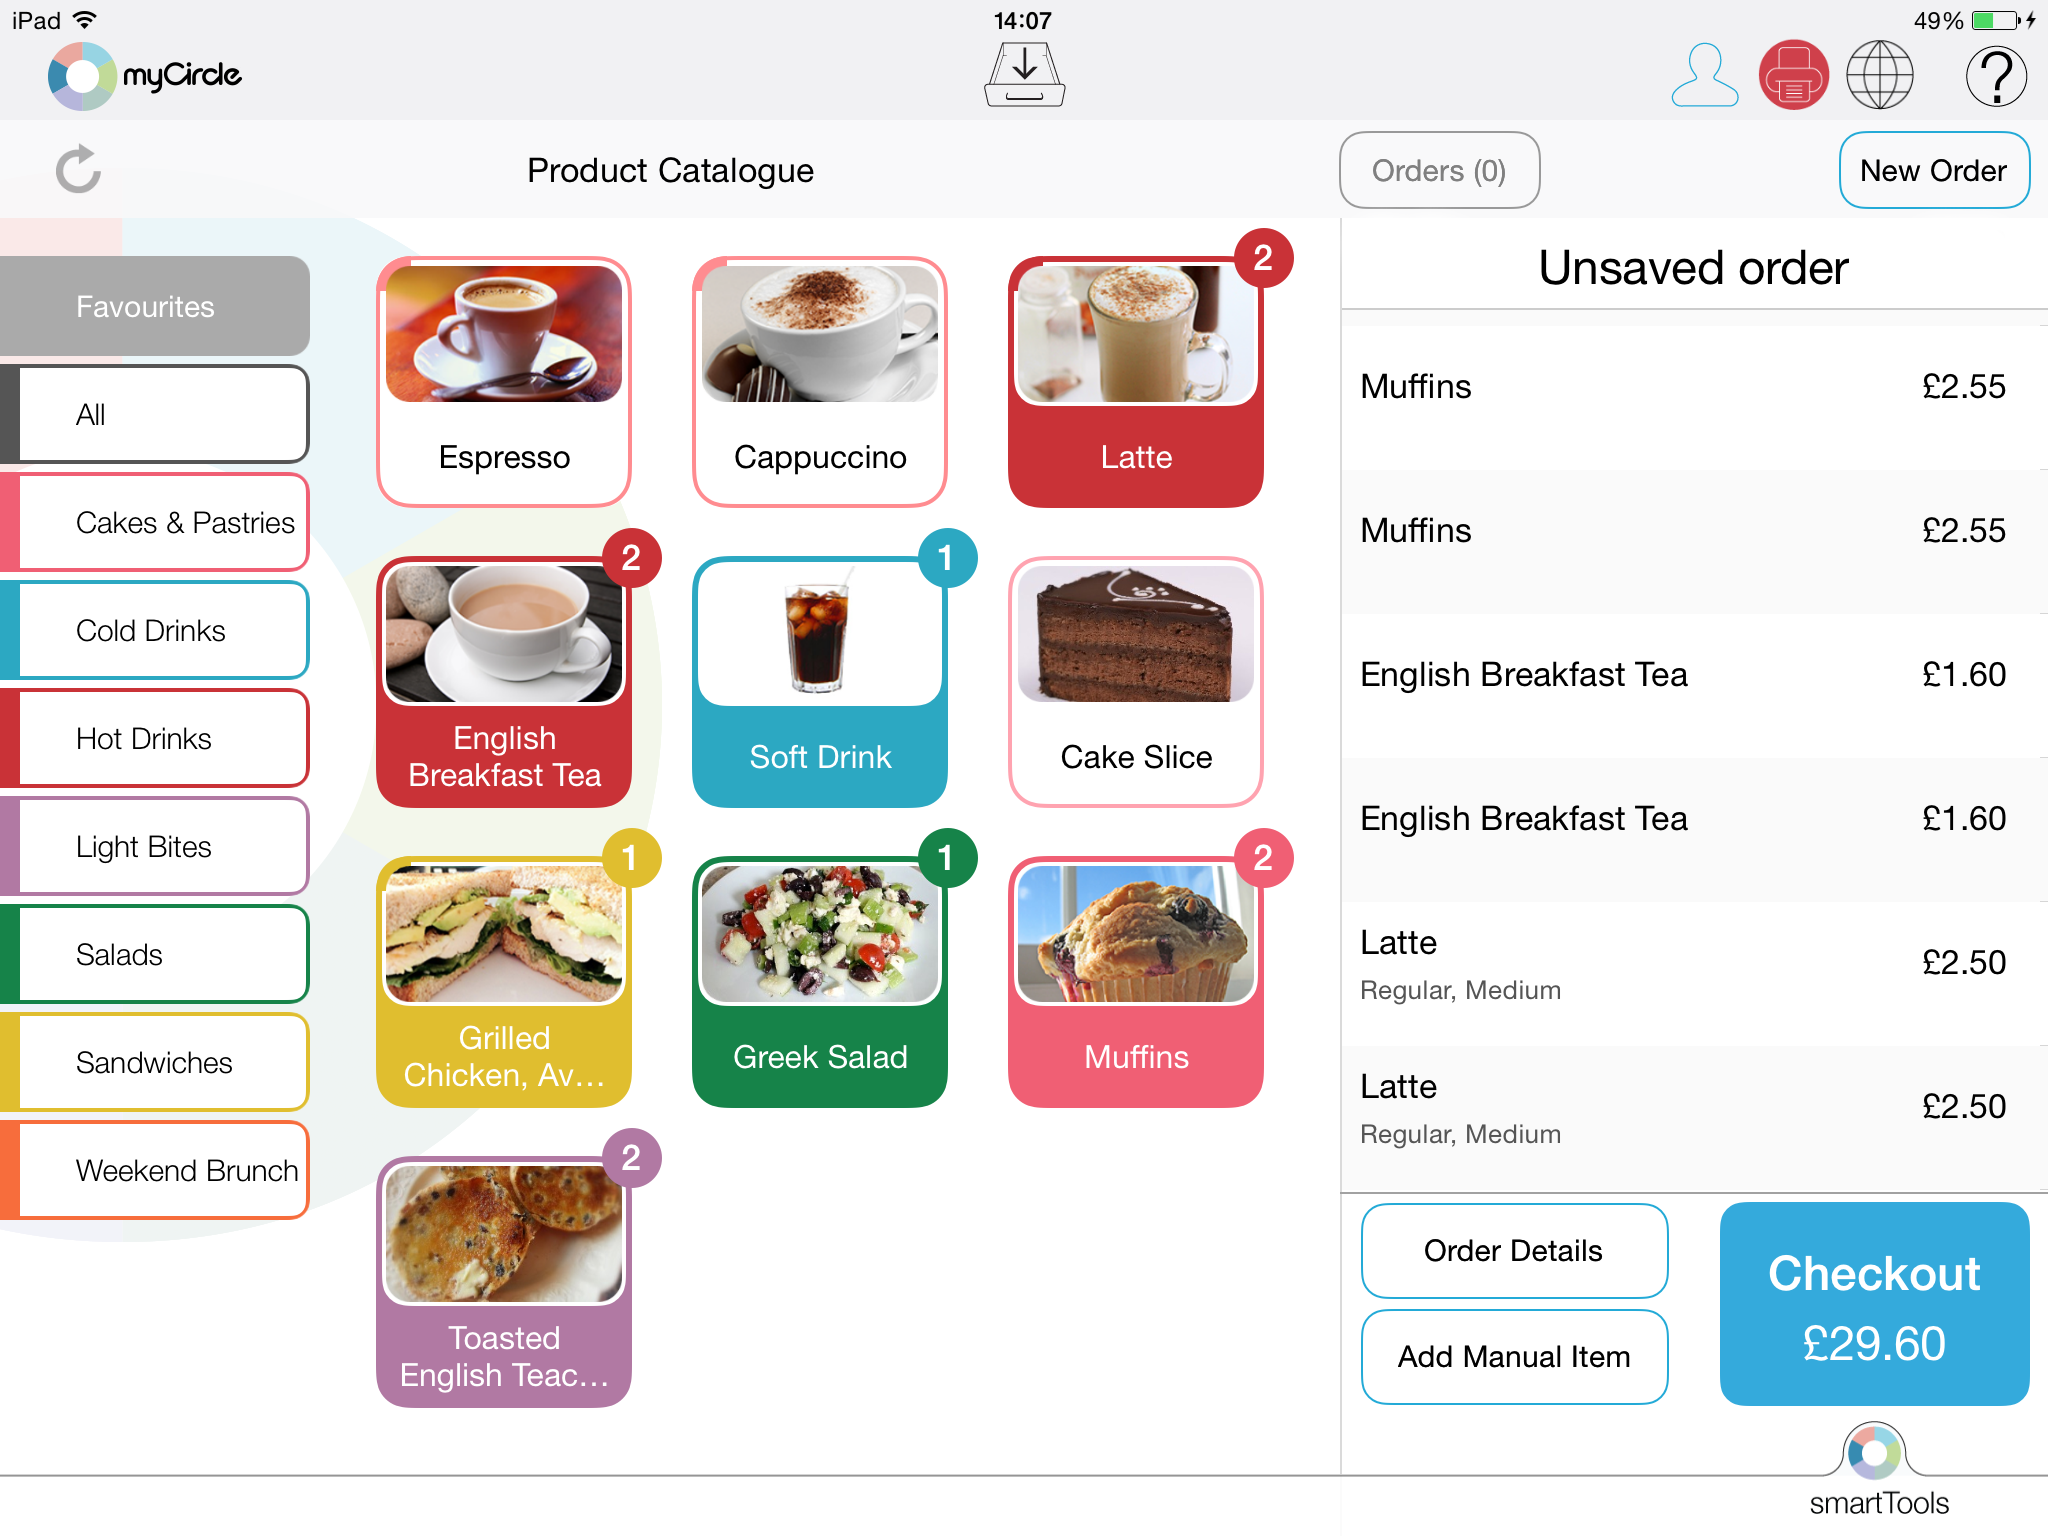 iPad
14:07
49%
myCircle
Product Catalogue
Orders (0)
New Order
Favourites
All
Cakes & Pastries
Cold Drinks
Hot Drinks
Light Bites
Salads
Sandwiches
Weekend Brunch
Espresso
Cappuccino
2
Latte
2
English
Breakfast Tea
1
Soft Drink
Cake Slice
1
Grilled
Chicken, Av...
1
Greek Salad
2
Muffins
2
Toasted
English Teac...
Unsaved order
Muffins £2.55
Muffins £2.55
English Breakfast Tea £1.60
English Breakfast Tea £1.60
Latte £2.50
Regular, Medium
Latte £2.50
Regular, Medium
Order Details
Add Manual Item
Checkout
£29.60
smartTools